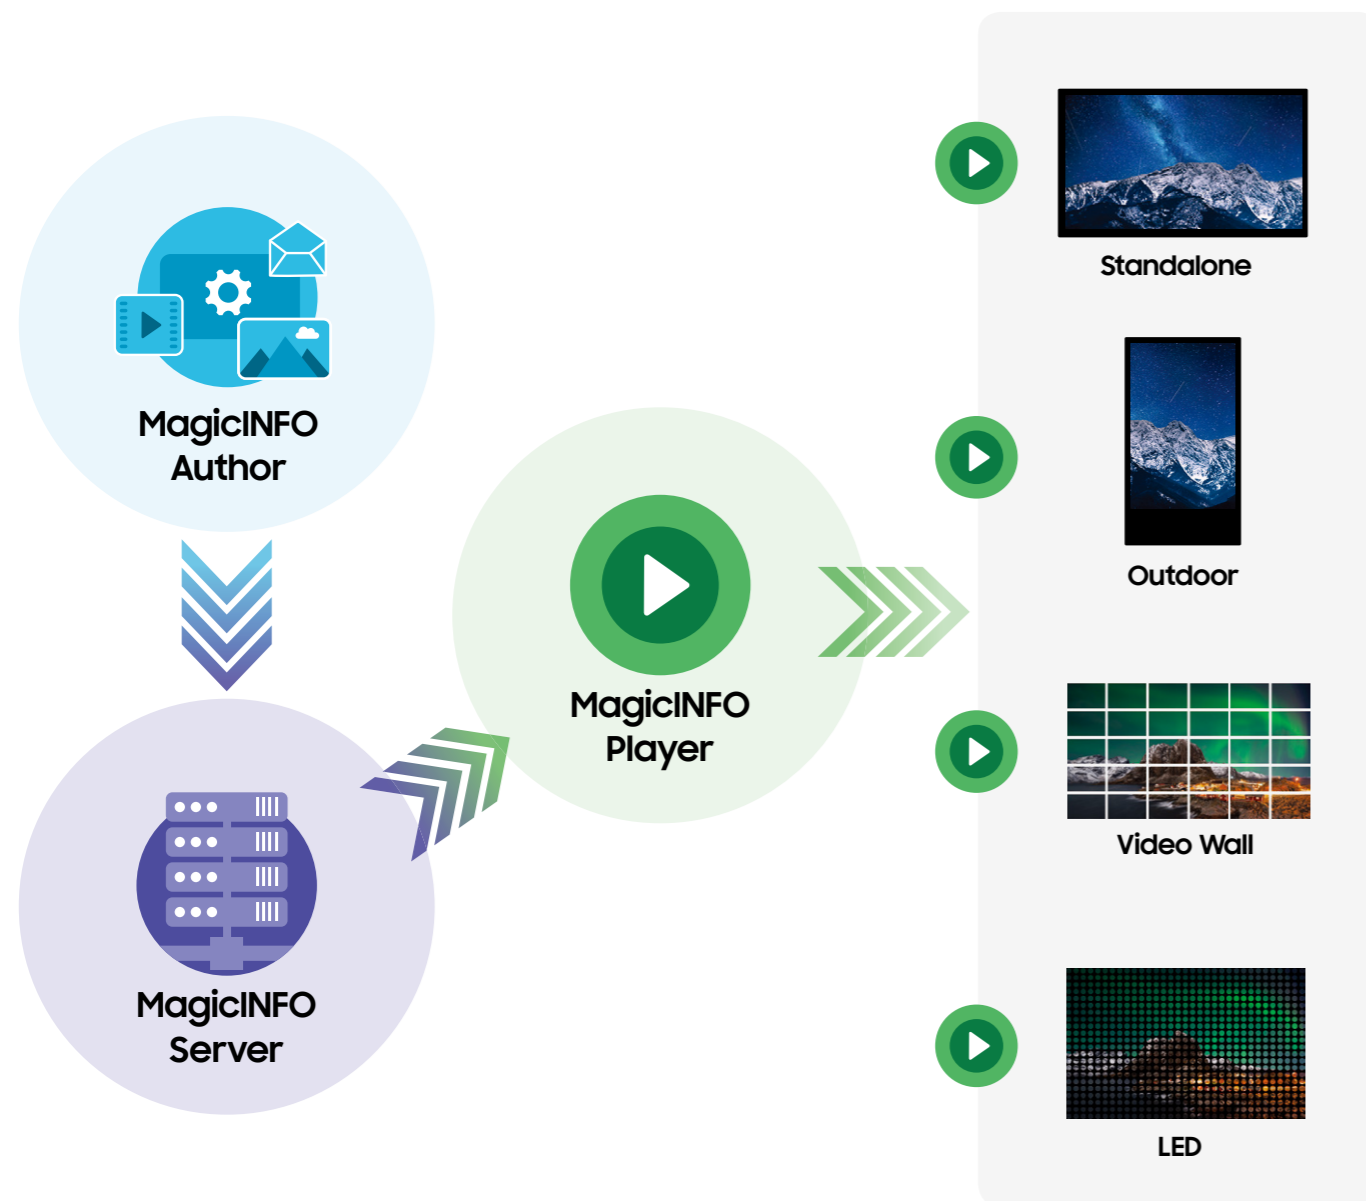 MagicINFO
Author
MagicINFO
Server
MagicINFO
Player
Standalone
Outdoor
Video Wall
LED